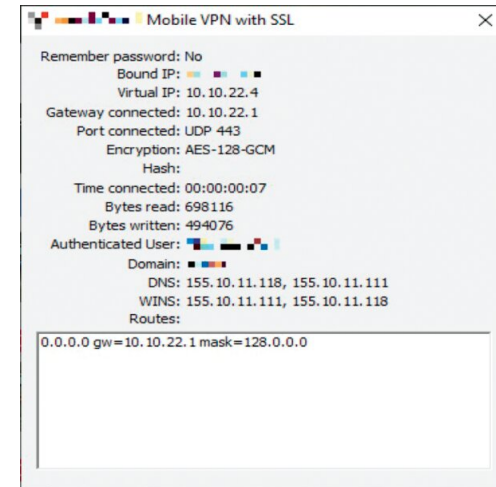 Mobile VPN with SSL
Remember password: No
Bound IP:
Virtual IP: 10.10.22.4
Gateway connected: 10.10.22.1
Port connected: UDP 443
Encryption: AES-128-GCM
Hash:
Time connected: 00:00:00:07
Bytes read: 698116
Bytes written: 494076
Authenticated User:
Domain:
DNS: 155.10.11.118, 155.10.11.111
WINS: 155.10.11.111, 155.10.11.118
Routes:
0.0.0.0 gw=10.10.22.1 mask=128.0.0.0